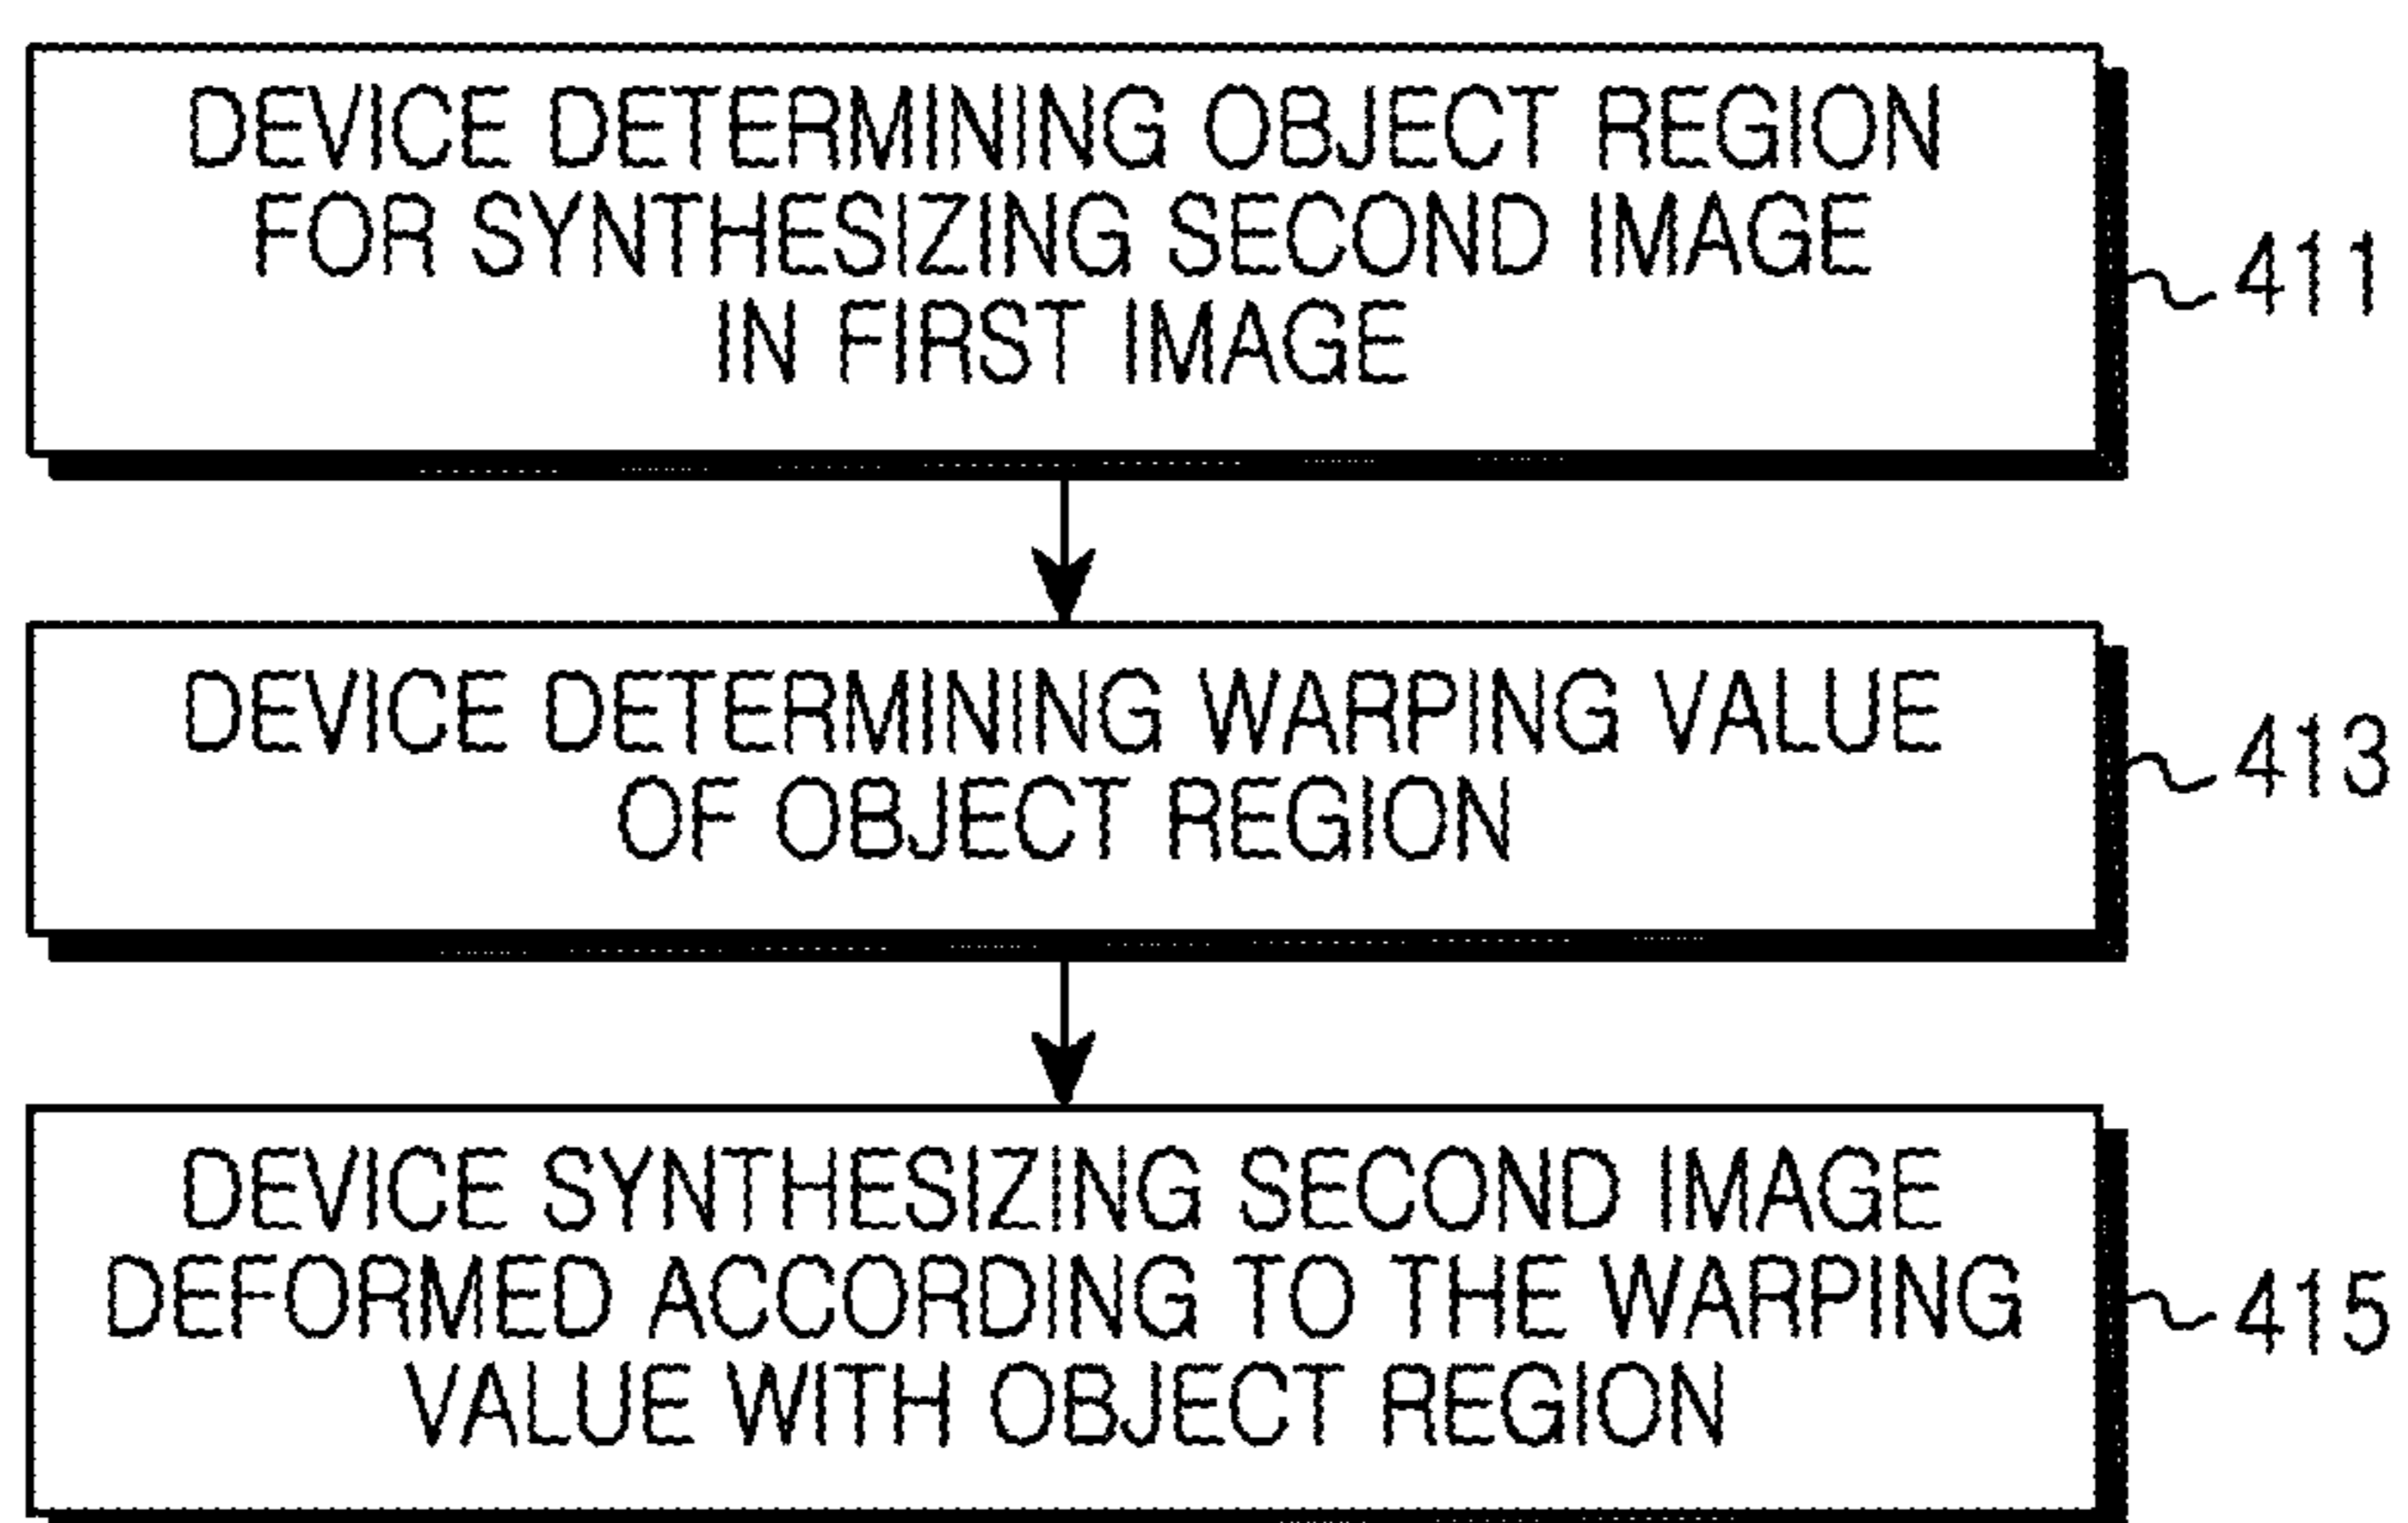 DEVICE DETERMINING OBJECT REGION
FOR SYNTHESIZING SECOND IMAGE
IN FIRST IMAGE
411
DEVICE DETERMINING WARPING VALUE
OF OBJECT REGION
413
DEVICE SYNTHESIZING SECOND IMAGE
DEFORMED ACCORDING TO THE WARPING
VALUE WITH OBJECT REGION
415